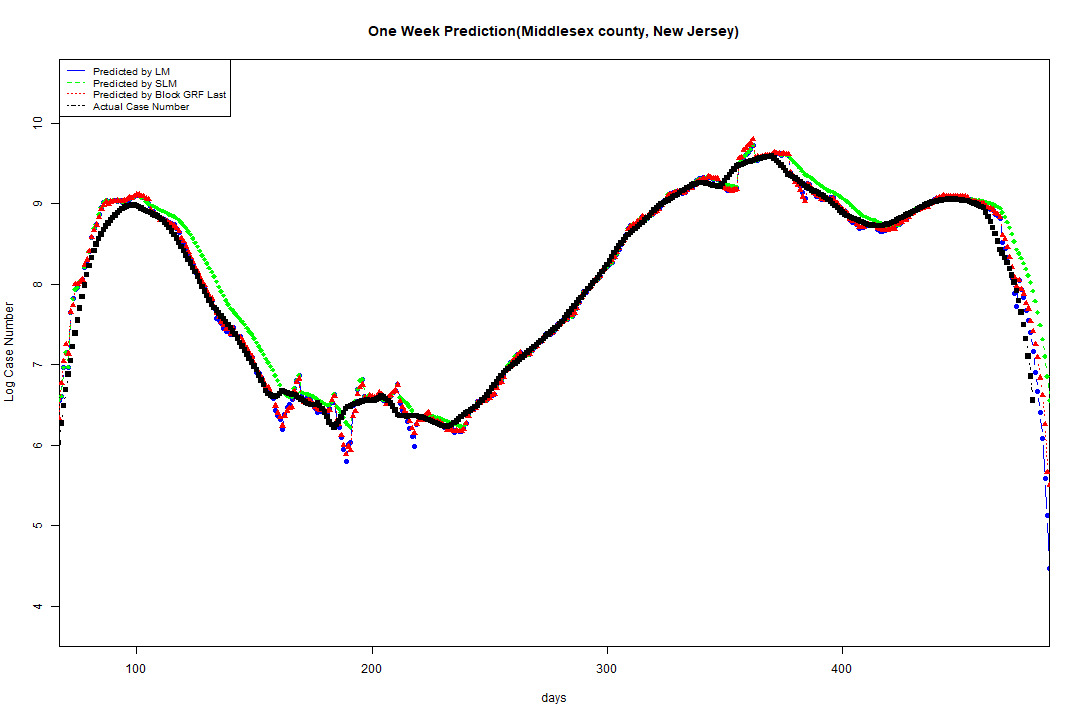 One Week Prediction(Middlesex county, New Jersey)
Predicted by LM
Predicted by SLM
Predicted by Block GRF Last
Actual Case Number
Log Case Number
10
9
8
7
6
5
4
100 200 300 400
days